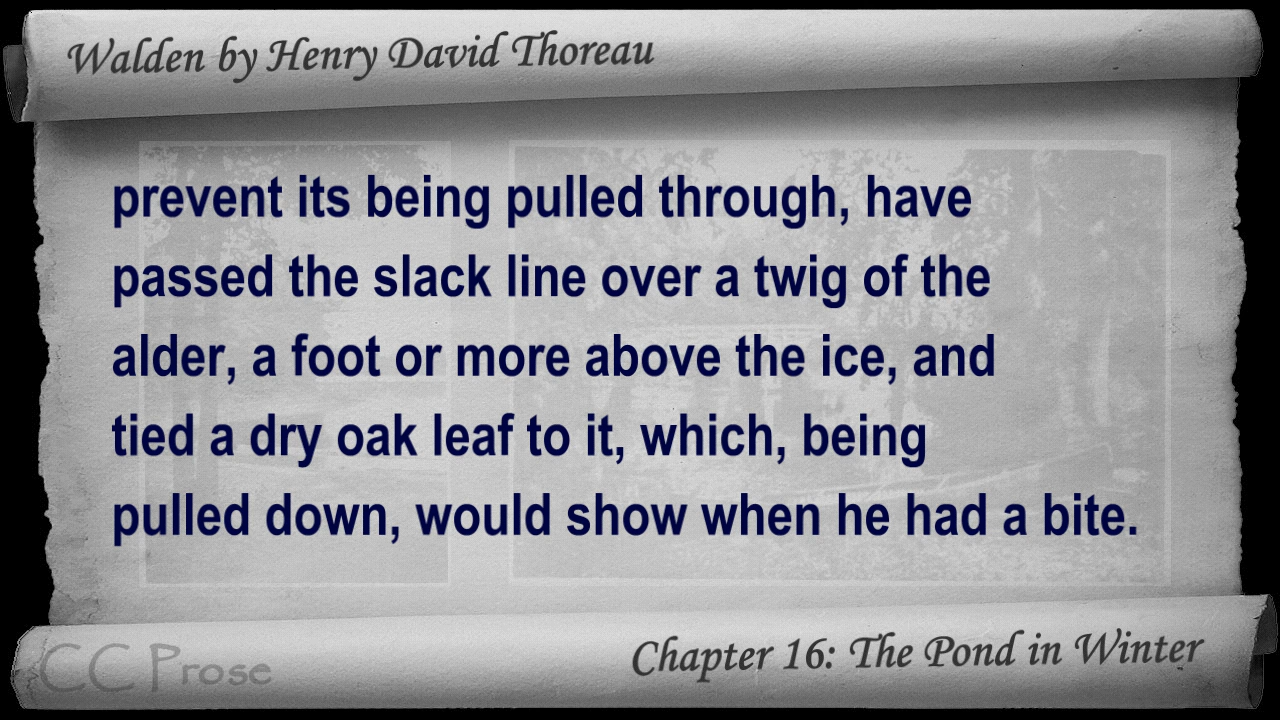 Walden by Henry David Thoreau
prevent its being pulled through, have
passed the slack line over a twig of the
alder, a foot or more above the ice, and
tied a dry oak leaf to it, which, being
pulled down, would show when he had a bite.
CC Prose
Chapter 16: The Pond in Winter